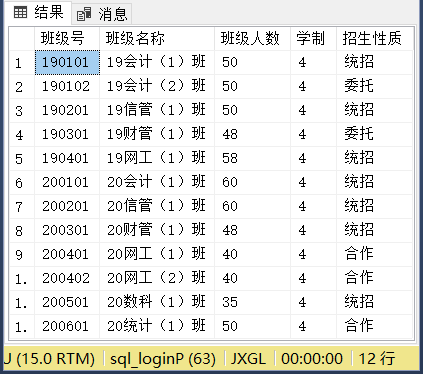 结果 消息
班级号 班级名称 班级人数 学制 招生性质
1 190101 19会计（1）班 50 4 统招
2 190102 19会计（2）班 50 4 委托
3 190201 19信管（1）班 50 4 统招
4 190301 19财管（1）班 48 4 委托
5 190401 19网工（1）班 58 4 统招
6 200101 20会计（1）班 60 4 统招
7 200201 20信管（1）班 60 4 统招
8 200301 20财管（1）班 48 4 统招
9 200401 20网工（1）班 40 4 合作
1. 200402 20网工（2）班 40 4 合作
1. 200501 20数科（1）班 35 4 统招
1. 200601 20统计（1）班 50 4 合作
J (15.0 RTM) sql_loginP (63) JXGL 00:00:00 12 行